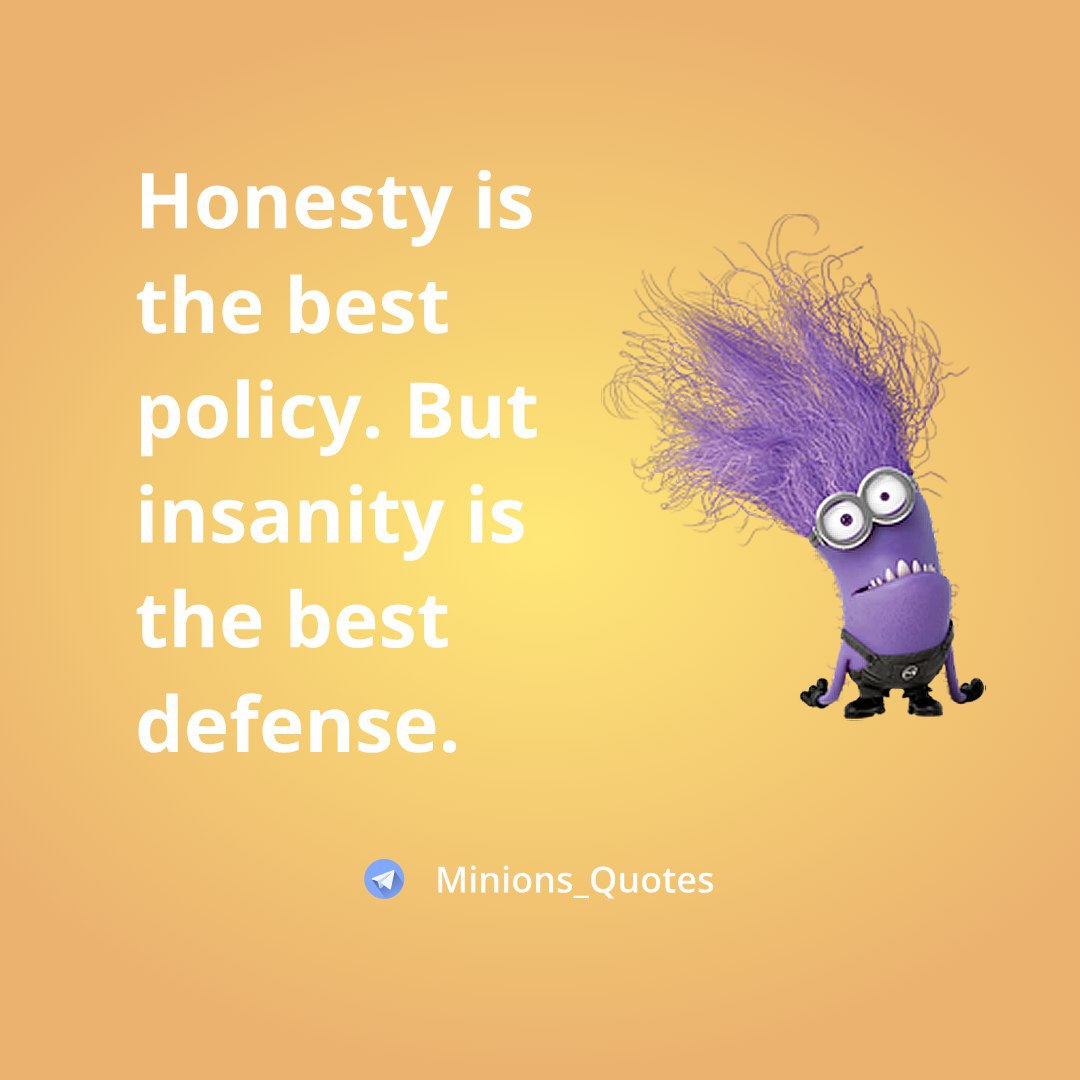 Honesty is
the best
policy. But
insanity is
the best
defense.
Minions_Quotes